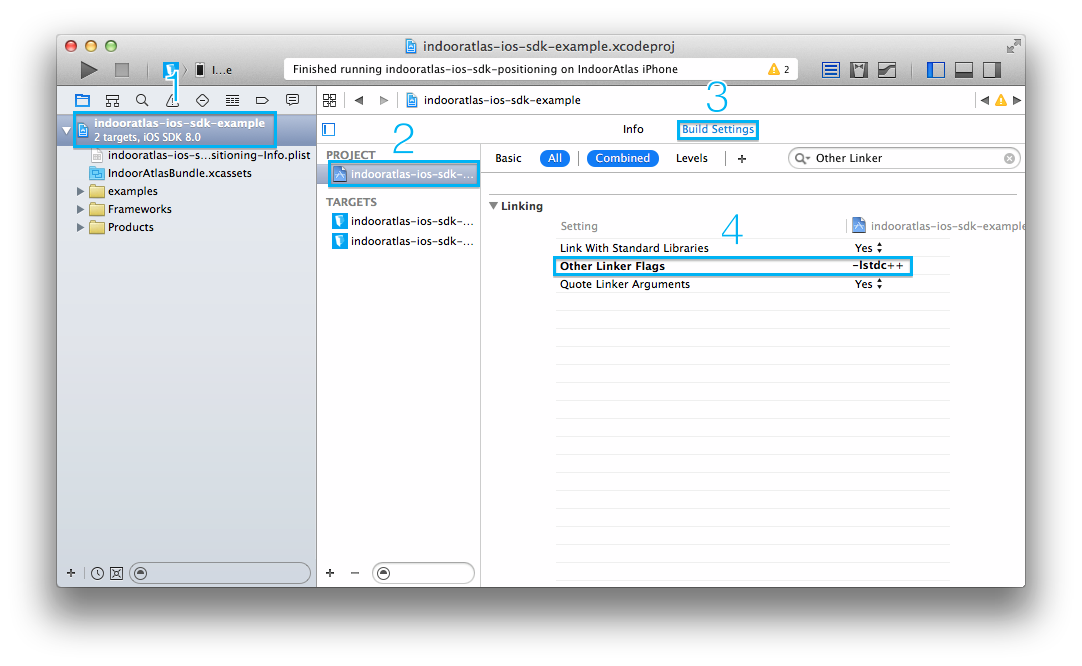 indooratlas-ios-sdk-example.xcodeproj
I...e
Finished running indooratlas-ios-sdk-positioning on IndoorAtlas iPhone
2
1
3
indooratlas-ios-sdk-example
indooratlas-ios-sdk-example
2 targets, iOS SDK 8.0
2
Info
Build Settings
indooratlas-ios-s...sitioning-Info.plist
IndoorAtlasBundle.xcassets
examples
Frameworks
Products
PROJECT
indooratlas-ios-sdk-...
TARGETS
indooratlas-ios-sdk-...
indooratlas-ios-sdk-...
Basic All Combined Levels + Other Linker
Linking
4
Setting indooratlas-ios-sdk-example
Link With Standard Libraries Yes
Other Linker Flags -lstdc++
Quote Linker Arguments Yes